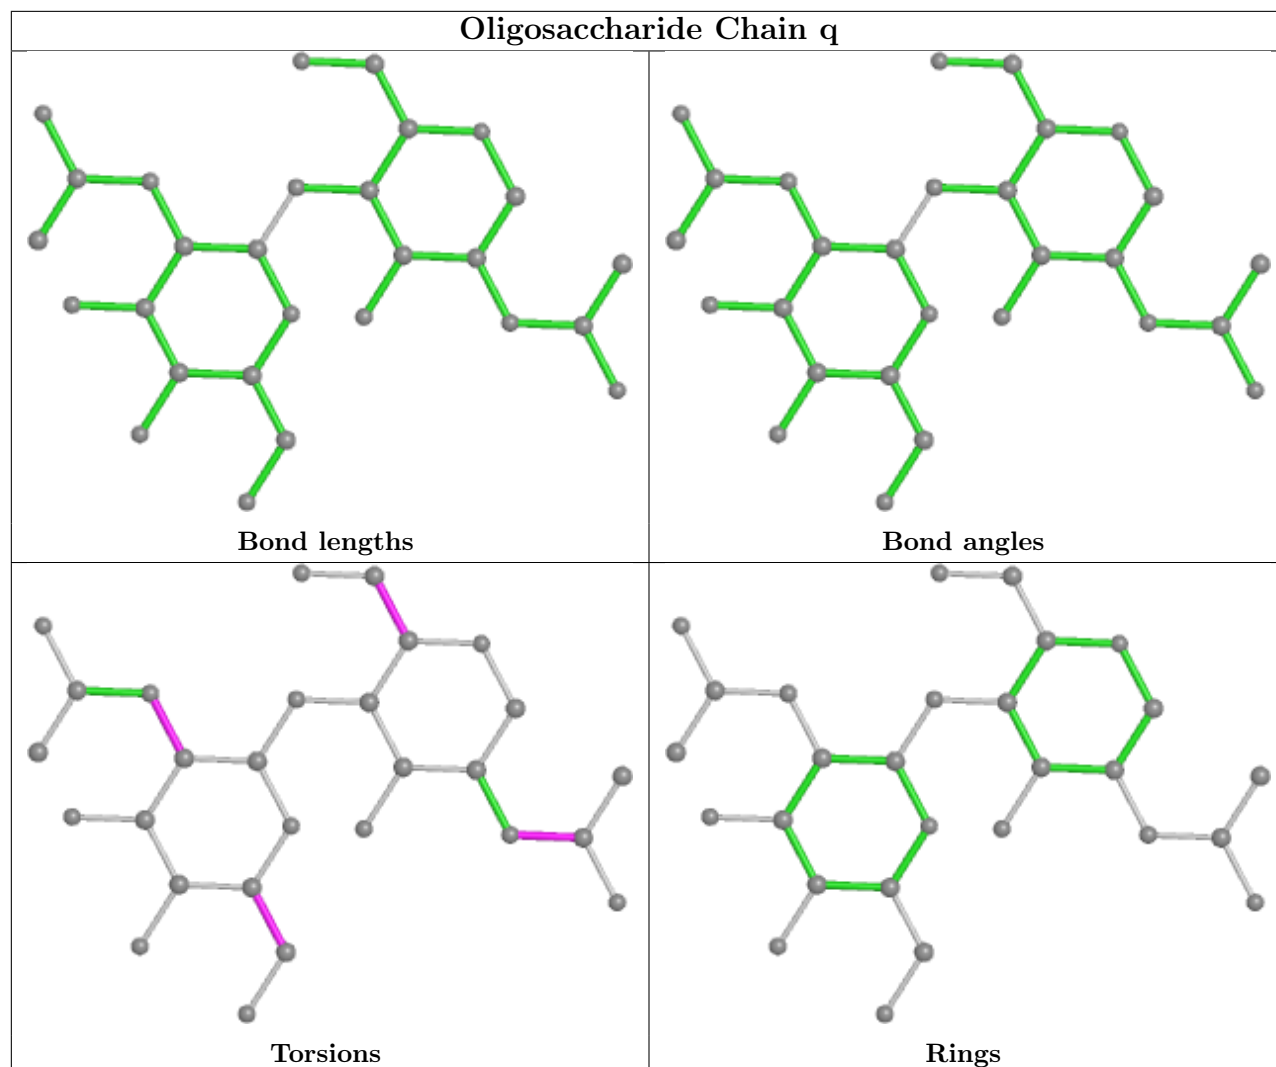 Oligosaccharide Chain q
Bond lengths
Bond angles
Torsions
Rings